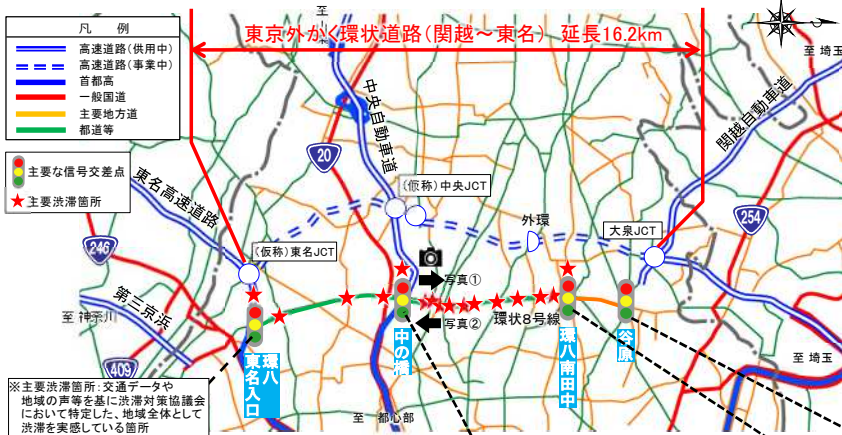 凡　例
高速道路(供用中)
高速道路(事業中)
首都高
一般国道
主要地方道
都道等
主要な信号交差点
主要渋滞箇所
東京外かく環状道路(関越～東名)　延長16.2km
至
至 埼玉
中央自動車道
関越自動車道
20
東名高速道路
(仮称)中央JCT
外環
大泉JCT
254
246
(仮称)東名JCT
写真①
第三京浜
至 神奈川
写真②
環状8号線
409
環八
東名入口
中の橋
環八南田中
谷原
至 埼玉
至　都心部
※主要渋滞箇所:交通データや
地域の声等を基に渋滞対策協議会
において特定した、地域全体として
渋滞を実感している箇所